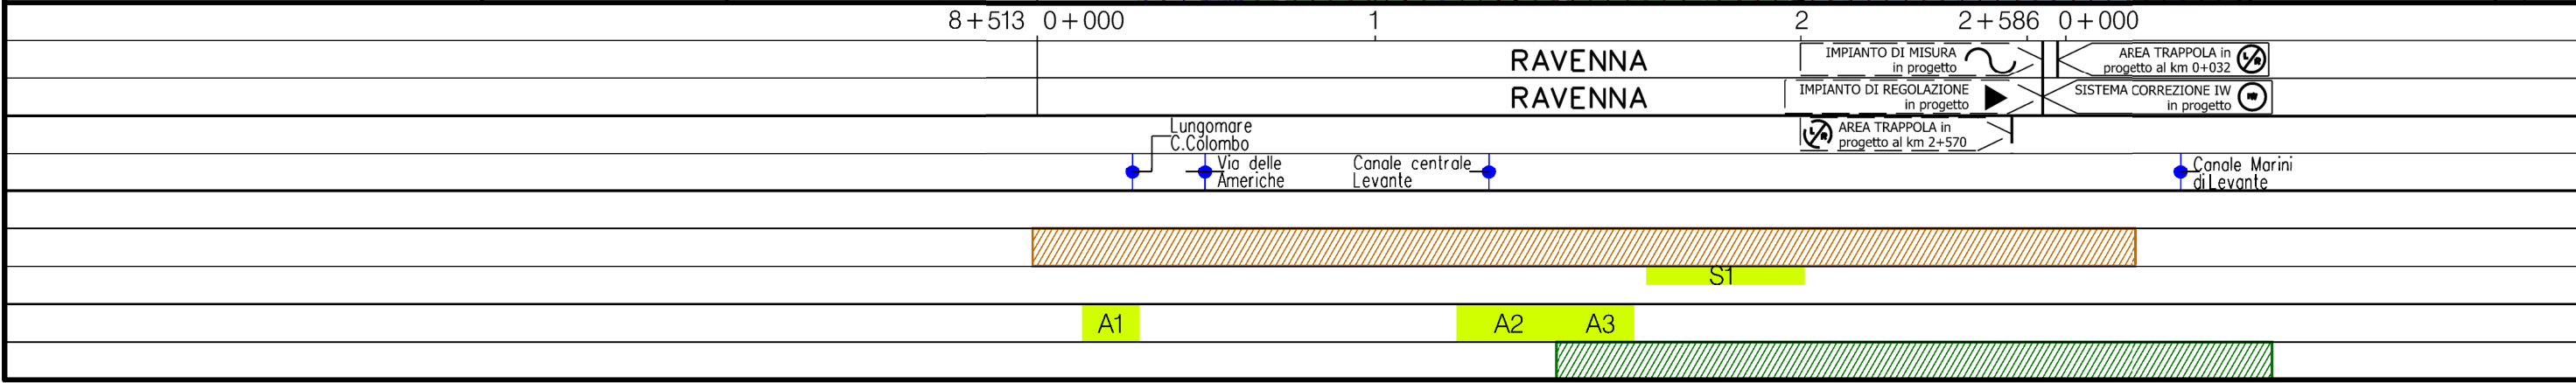 8+513 0+000 1 2 2+586 0+000
RAVENNA
IMPIANTO DI MISURA
in progetto
AREA TRAPPOLA in
progetto al km 0+032
RAVENNA
IMPIANTO DI REGOLAZIONE
in progetto
SISTEMA CORREZIONE IW
in progetto
Lungomare
C.Colombo
AREA TRAPPOLA in
progetto al km 2+570
Via delle
Americhe
Canale centrale
Levante
Canale Marini
di Levante
S1
A1 A2 A3